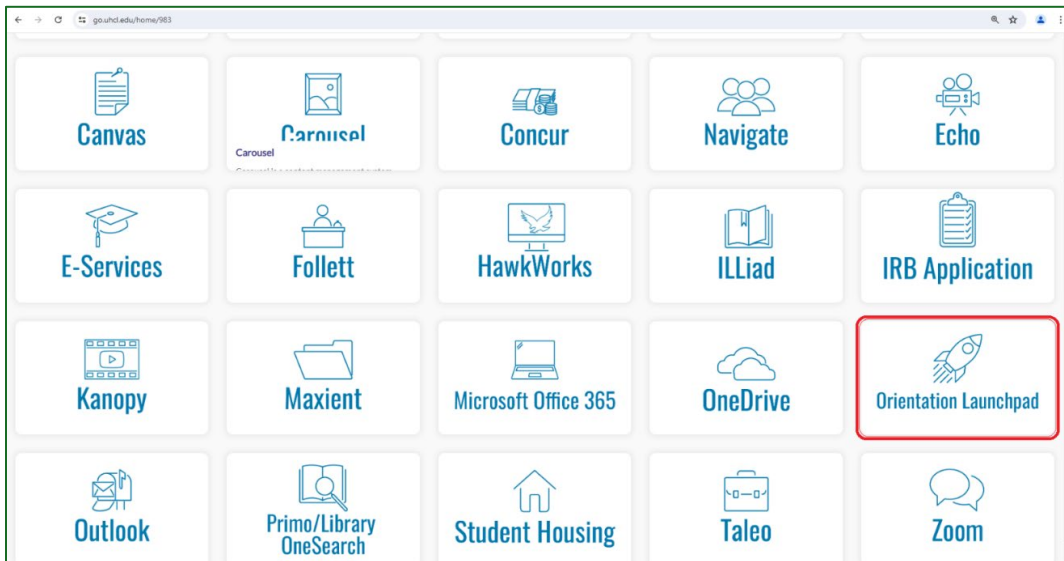 go.uhcl.edu/home/983
Canvas
Carousel
Carousel
Concur
Navigate
Echo
E-Services
Follett
HawkWorks
ILLiad
IRB Application
Kanopy
Maxient
Microsoft Office 365
OneDrive
Orientation Launchpad
Outlook
Primo/Library
OneSearch
Student Housing
Taleo
Zoom